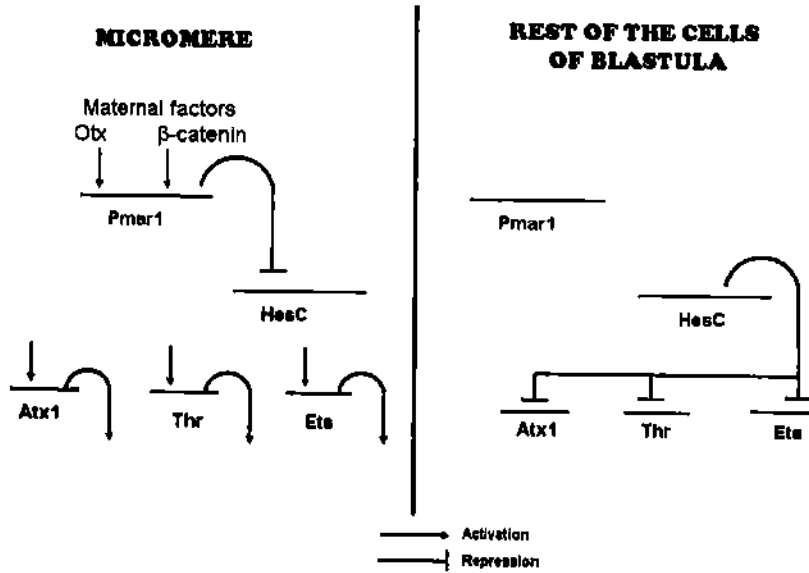 MICROMERE
REST OF THE CELLS
OF BLASTULA
Maternal factors
Otx β-catenin
Pmar1
HesC
Atx1 Thr Ets
Pmar1
HesC
Atx1 Thr Ets
Activation
Repression